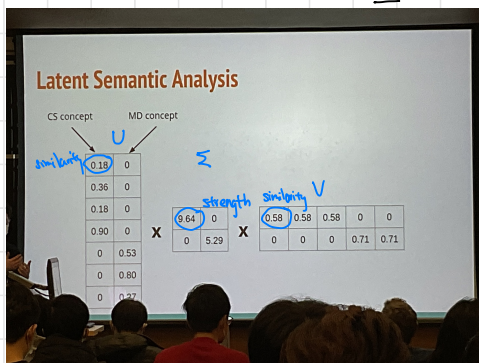 Latent Semantic Analysis
CS concept MD concept
U
similarity 0.18 0
Σ
0.36 0
strength similarity V
0.18 0
9.64 0 0.58 0.58 0.58 0 0
0.90 0
X X
0 5.29 0 0 0 0.71 0.71
0 0.53
0 0.80
0 0.27